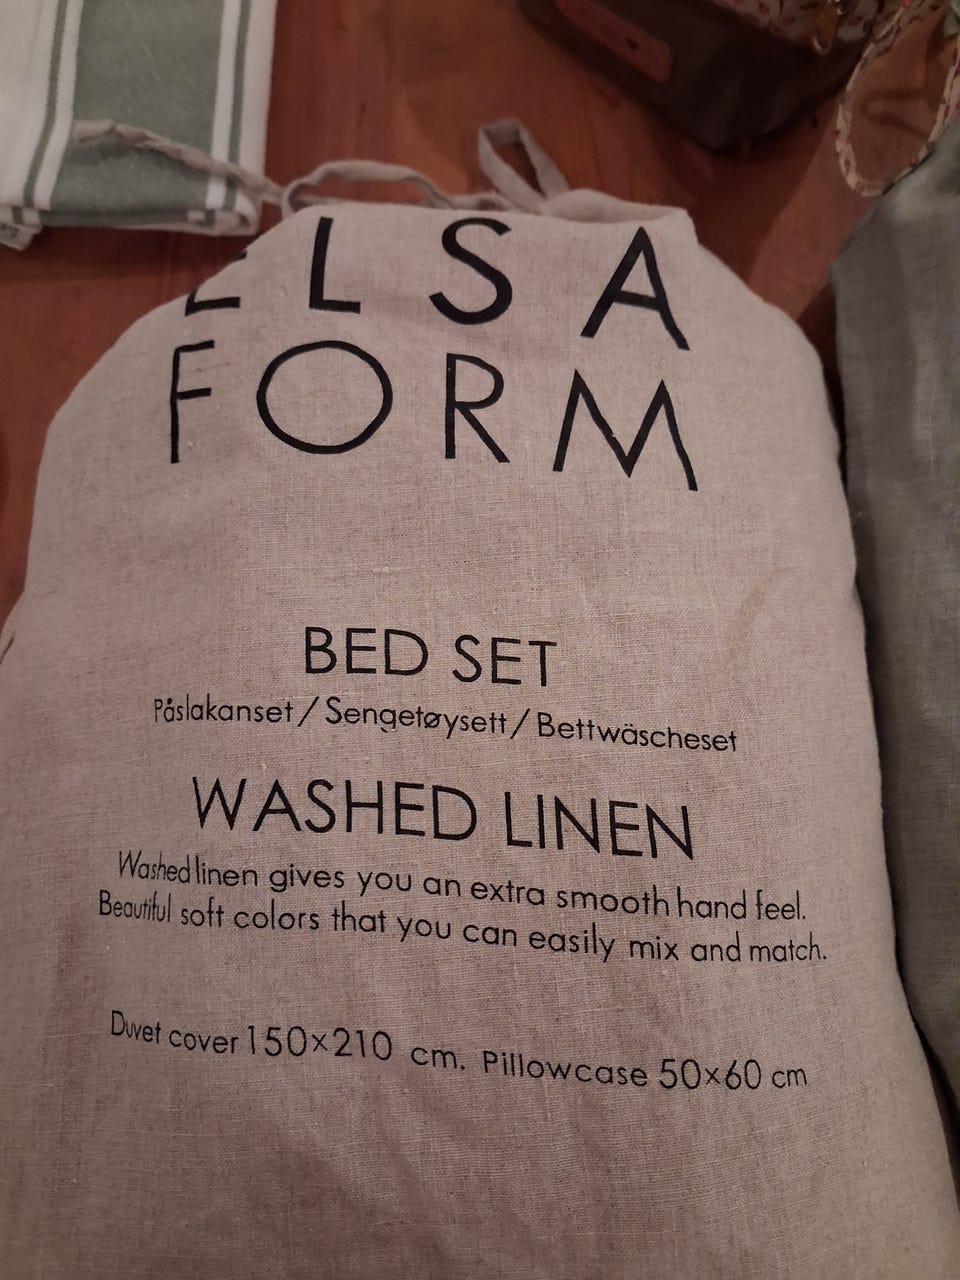 ELSA
FORM
BED SET
Påslakanset / Sengetøysett / Bettwäscheset
WASHED LINEN
Washed linen gives you an extra smooth hand feel.
Beautiful soft colors that you can easily mix and match.
Duvet cover 150×210 cm. Pillowcase 50×60 cm